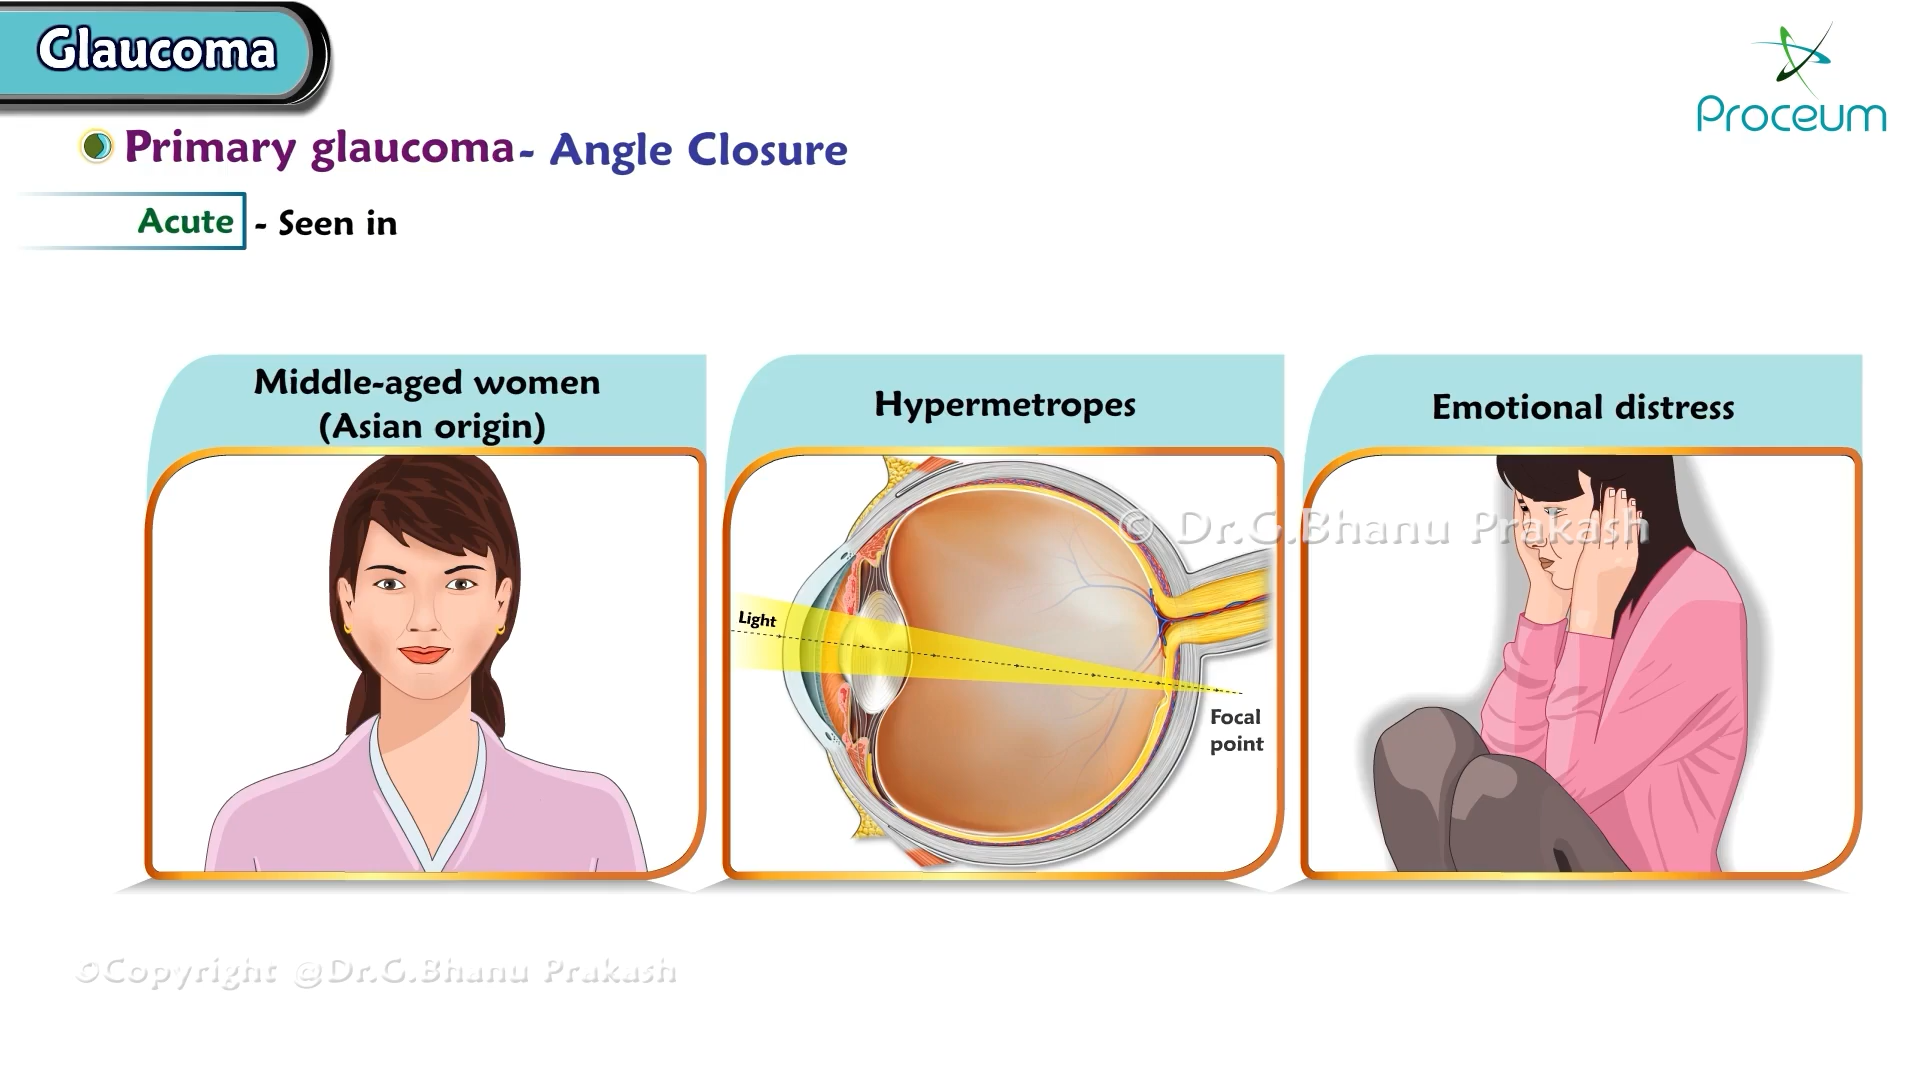 Glaucoma
Proceum
Primary glaucoma - Angle Closure
Acute - Seen in
Middle-aged women
(Asian origin)
Hypermetropes
Emotional distress
© Dr.G.Bhanu Prakash
Light
Focal
point
©Copyright @Dr.G.Bhanu Prakash